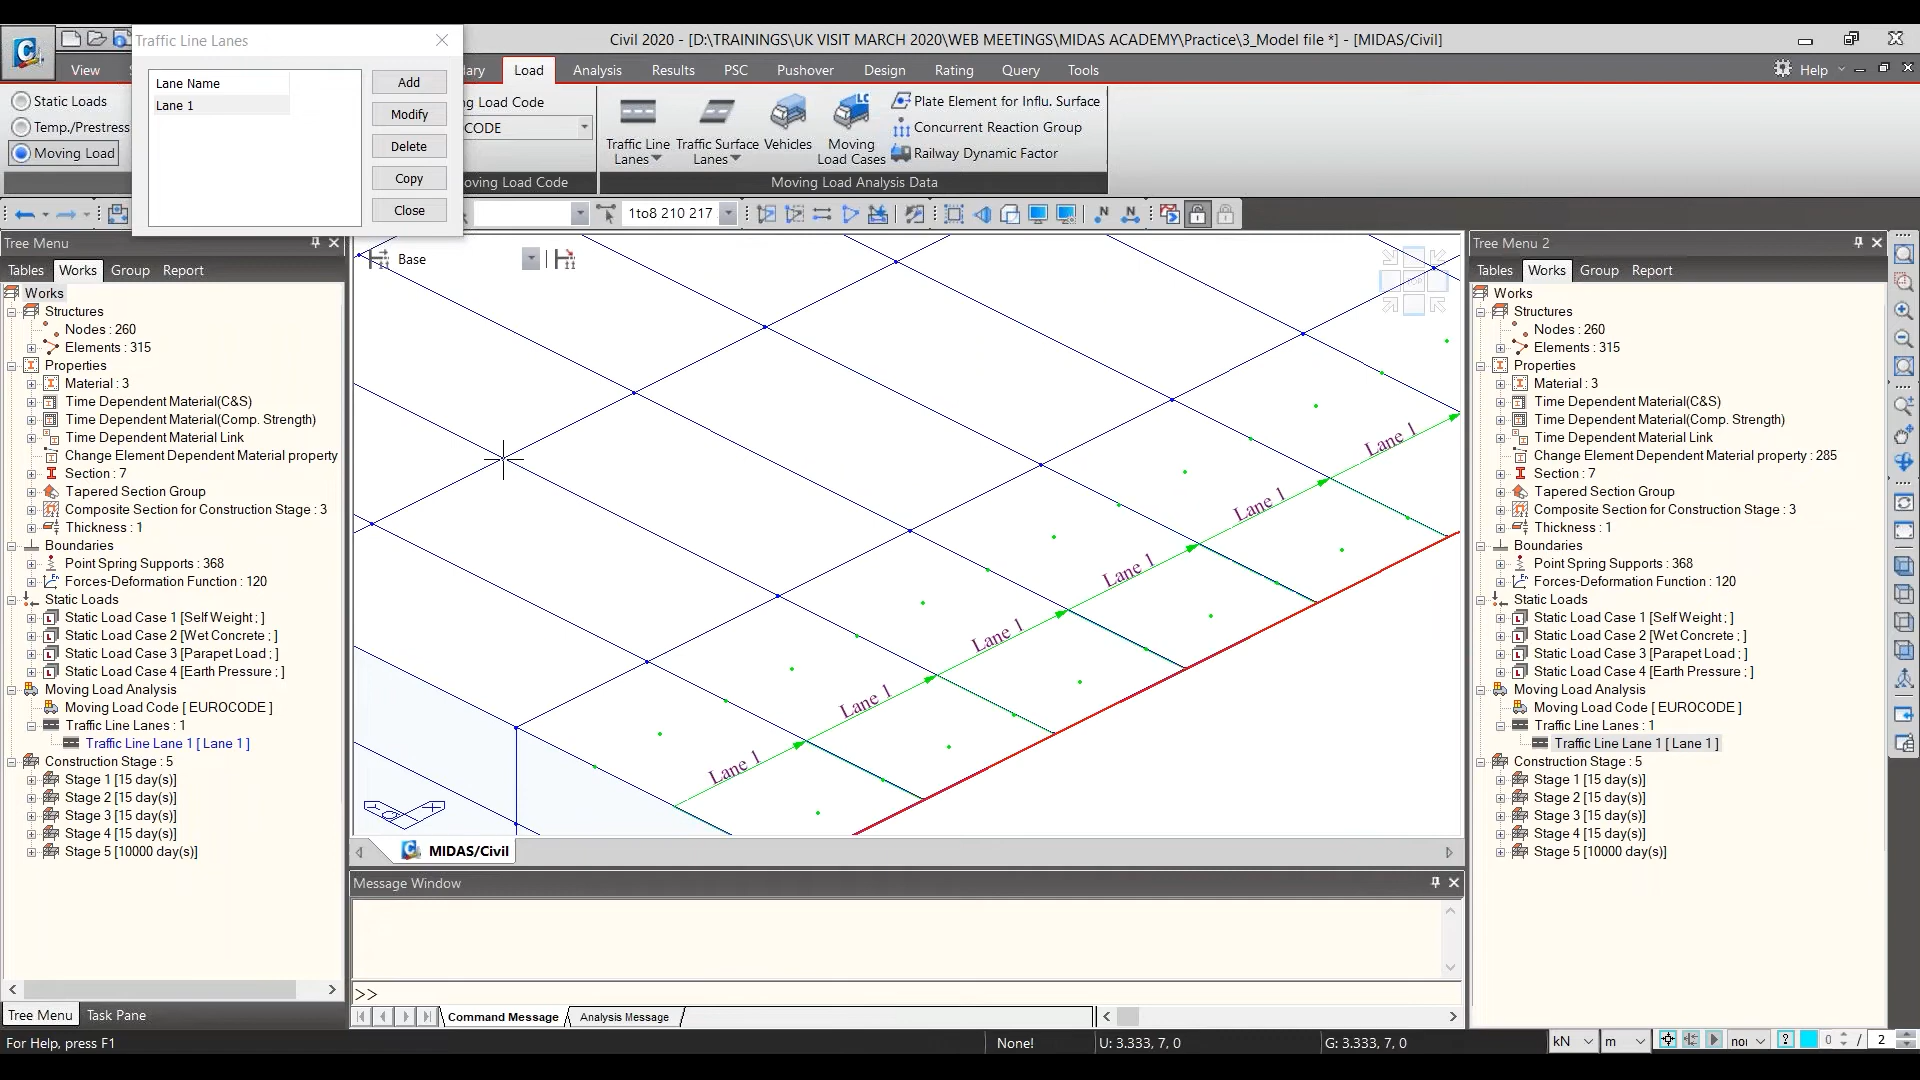 Traffic Line Lanes
Civil 2020 - [D:\TRAININGS\UK VISIT MARCH 2020\WEB MEETINGS\MIDAS ACADEMY\Practice\3_Model file *] - [MIDAS/Civil]
View
Load
Analysis
Results
PSC
Pushover
Design
Rating
Query
Tools
Help
Lane Name
Lane 1
Add
Modify
Delete
Copy
Close
Static Loads
Temp./Prestress
Moving Load
ng Load Code
CODE
oving Load Code
Traffic Line
Lanes
Traffic Surface
Lanes
Vehicles
Moving
Load Cases
Plate Element for Influ. Surface
Concurrent Reaction Group
Railway Dynamic Factor
Moving Load Analysis Data
1to8 210 217
Tree Menu
Tables Works Group Report
Works
Structures
Nodes : 260
Elements : 315
Properties
Material : 3
Time Dependent Material(C&S)
Time Dependent Material(Comp. Strength)
Time Dependent Material Link
Change Element Dependent Material property
Section : 7
Tapered Section Group
Composite Section for Construction Stage : 3
Thickness : 1
Boundaries
Point Spring Supports : 368
Forces-Deformation Function : 120
Static Loads
Static Load Case 1 [Self Weight ; ]
Static Load Case 2 [Wet Concrete ; ]
Static Load Case 3 [Parapet Load ; ]
Static Load Case 4 [Earth Pressure ; ]
Moving Load Analysis
Moving Load Code [ EUROCODE ]
Traffic Line Lanes : 1
Traffic Line Lane 1 [ Lane 1 ]
Construction Stage : 5
Stage 1 [15 day(s)]
Stage 2 [15 day(s)]
Stage 3 [15 day(s)]
Stage 4 [15 day(s)]
Stage 5 [10000 day(s)]
Tree Menu
Task Pane
Base
Lane 1
Lane 1
Lane 1
Lane 1
Lane 1
Lane 1
MIDAS/Civil
Message Window
>>
Command Message
Analysis Message
Tree Menu 2
Tables Works Group Report
Works
Structures
Nodes : 260
Elements : 315
Properties
Material : 3
Time Dependent Material(C&S)
Time Dependent Material(Comp. Strength)
Time Dependent Material Link
Change Element Dependent Material property : 285
Section : 7
Tapered Section Group
Composite Section for Construction Stage : 3
Thickness : 1
Boundaries
Point Spring Supports : 368
Forces-Deformation Function : 120
Static Loads
Static Load Case 1 [Self Weight ; ]
Static Load Case 2 [Wet Concrete ; ]
Static Load Case 3 [Parapet Load ; ]
Static Load Case 4 [Earth Pressure ; ]
Moving Load Analysis
Moving Load Code [ EUROCODE ]
Traffic Line Lanes : 1
Traffic Line Lane 1 [ Lane 1 ]
Construction Stage : 5
Stage 1 [15 day(s)]
Stage 2 [15 day(s)]
Stage 3 [15 day(s)]
Stage 4 [15 day(s)]
Stage 5 [10000 day(s)]
For Help, press F1
None!
U: 3.333, 7, 0
G: 3.333, 7, 0
kN
m
0 / 2